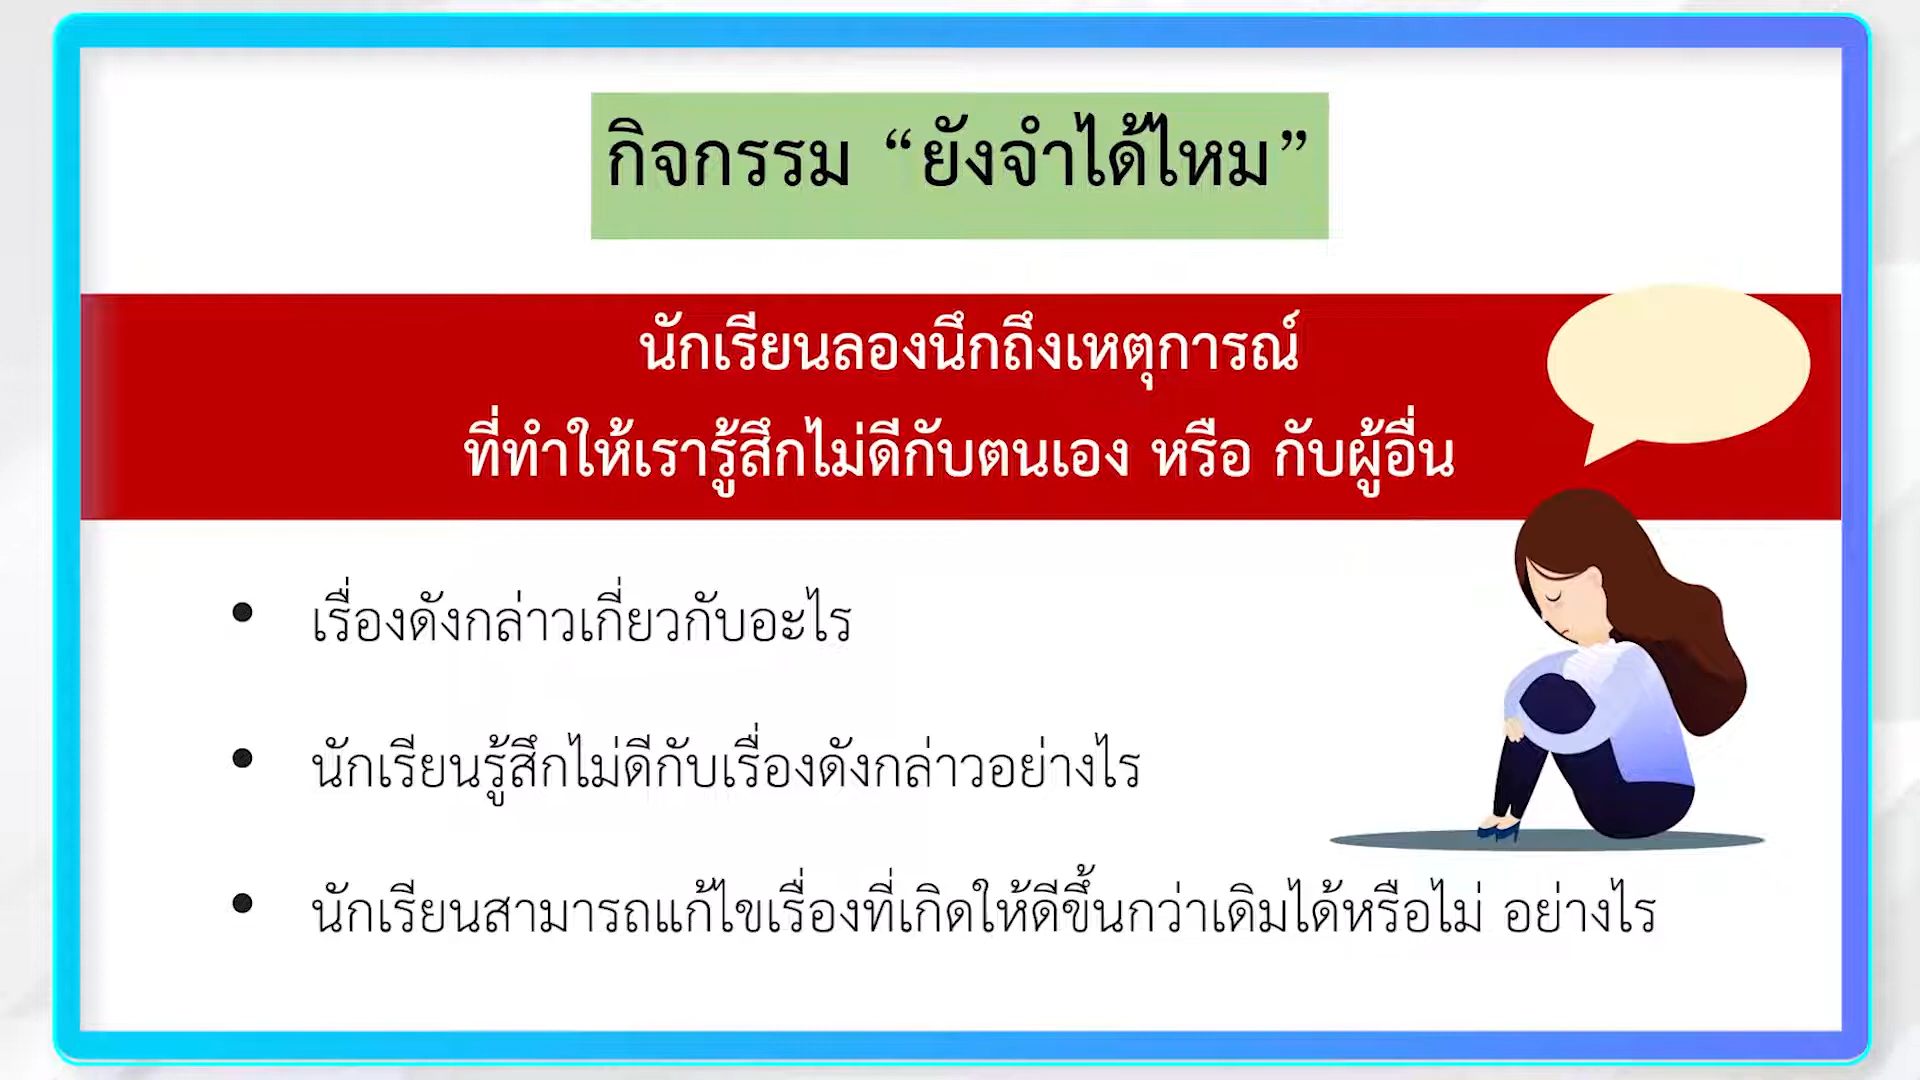 กิจกรรม “ยังจำได้ไหม”
นักเรียนลองนึกถึงเหตุการณ์
ที่ทำให้เรารู้สึกไม่ดีกับตนเอง หรือ กับผู้อื่น
• เรื่องดังกล่าวเกี่ยวกับอะไร
• นักเรียนรู้สึกไม่ดีกับเรื่องดังกล่าวอย่างไร
• นักเรียนสามารถแก้ไขเรื่องที่เกิดให้ดีขึ้นกว่าเดิมได้หรือไม่ อย่างไร